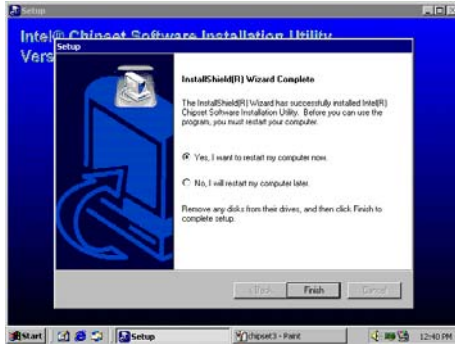 Setup
Intel® Chipset Software Installation Utility
Vers
Setup
InstallShield(R) Wizard Complete
The InstallShield(R) Wizard has successfully installed Intel(R)
Chipset Software Installation Utility. Before you can use the
program, you must restart your computer.
Yes, I want to restart my computer now.
No, I will restart my computer later.
Remove any disks from their drives, and then click Finish to
complete setup.
< Back
Finish
Cancel
Start
Setup
chipset3 - Paint
12:40 PM